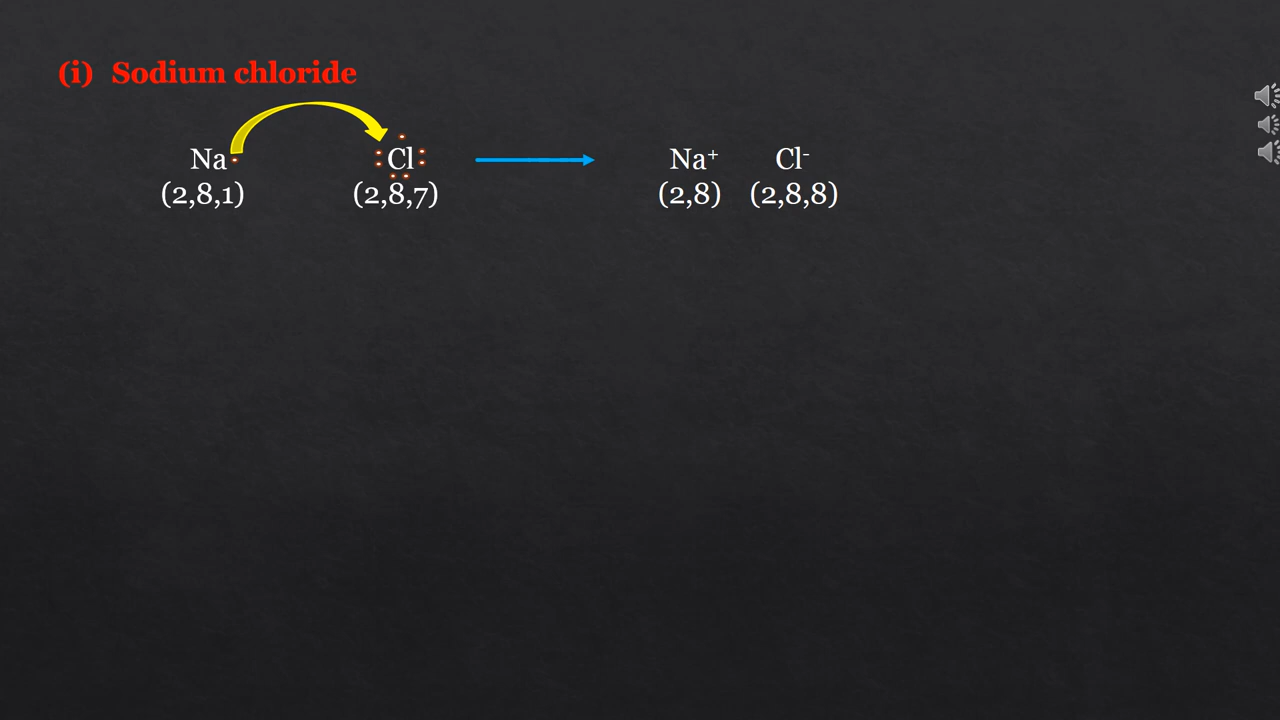 (i) Sodium chloride
Na Cl Na⁺ Cl⁻
(2,8,1) (2,8,7) (2,8) (2,8,8)